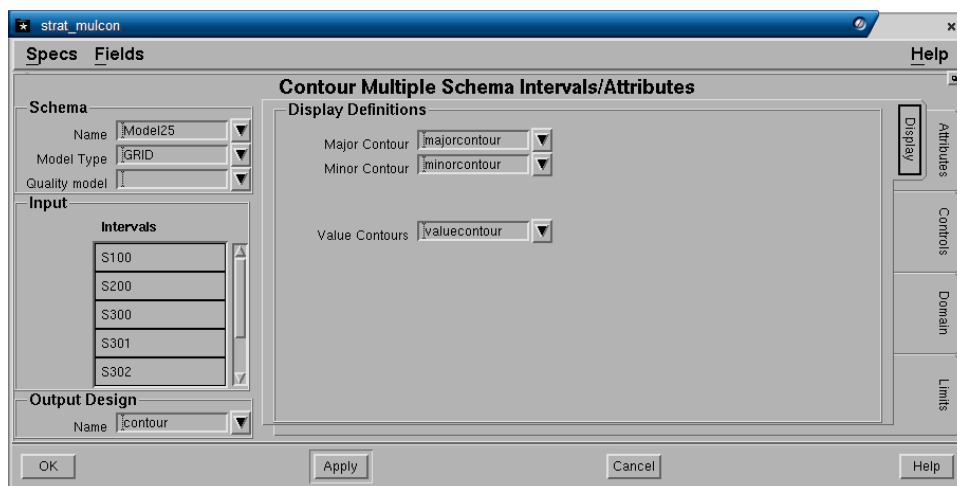 strat_mulcon
Specs Fields Help
Contour Multiple Schema Intervals/Attributes
Schema
Name Model25
Model Type GRID
Quality model
Input
Intervals
S100
S200
S300
S301
S302
Output Design
Name contour
Display Definitions
Major Contour majorcontour
Minor Contour minorcontour
Value Contours valuecontour
Display
Attributes
Controls
Domain
Limits
OK Apply Cancel Help